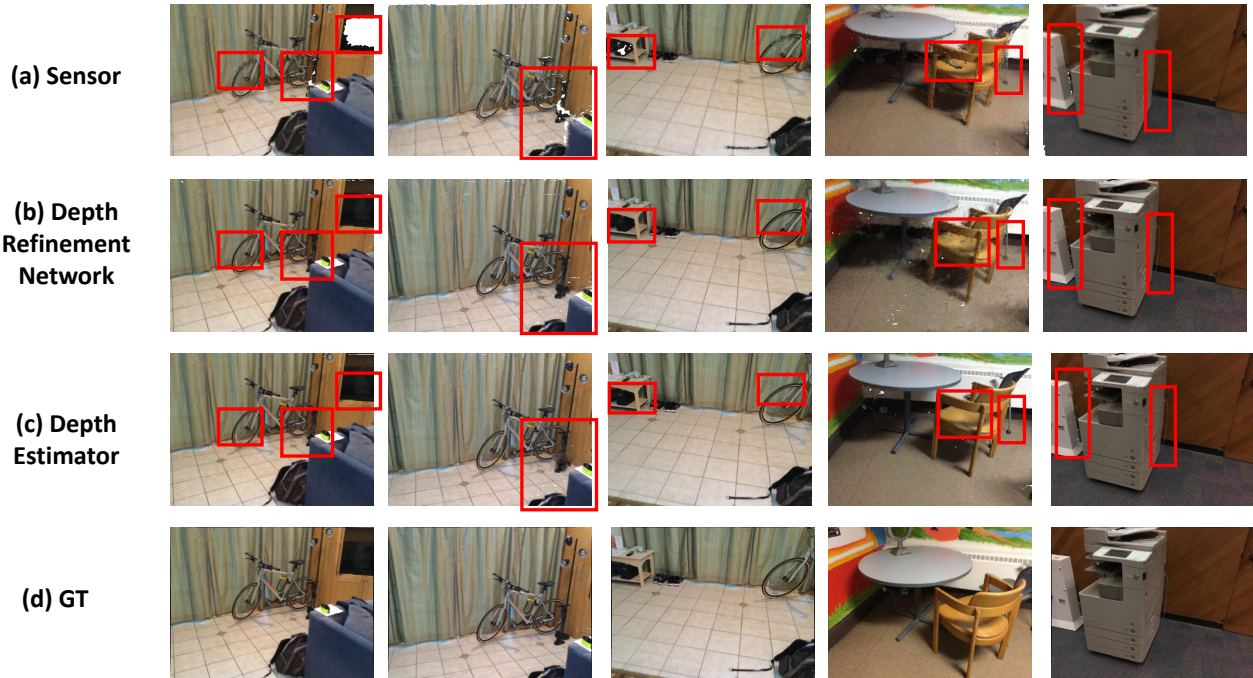 (a) Sensor
(b) Depth
Refinement
Network
(c) Depth
Estimator
(d) GT